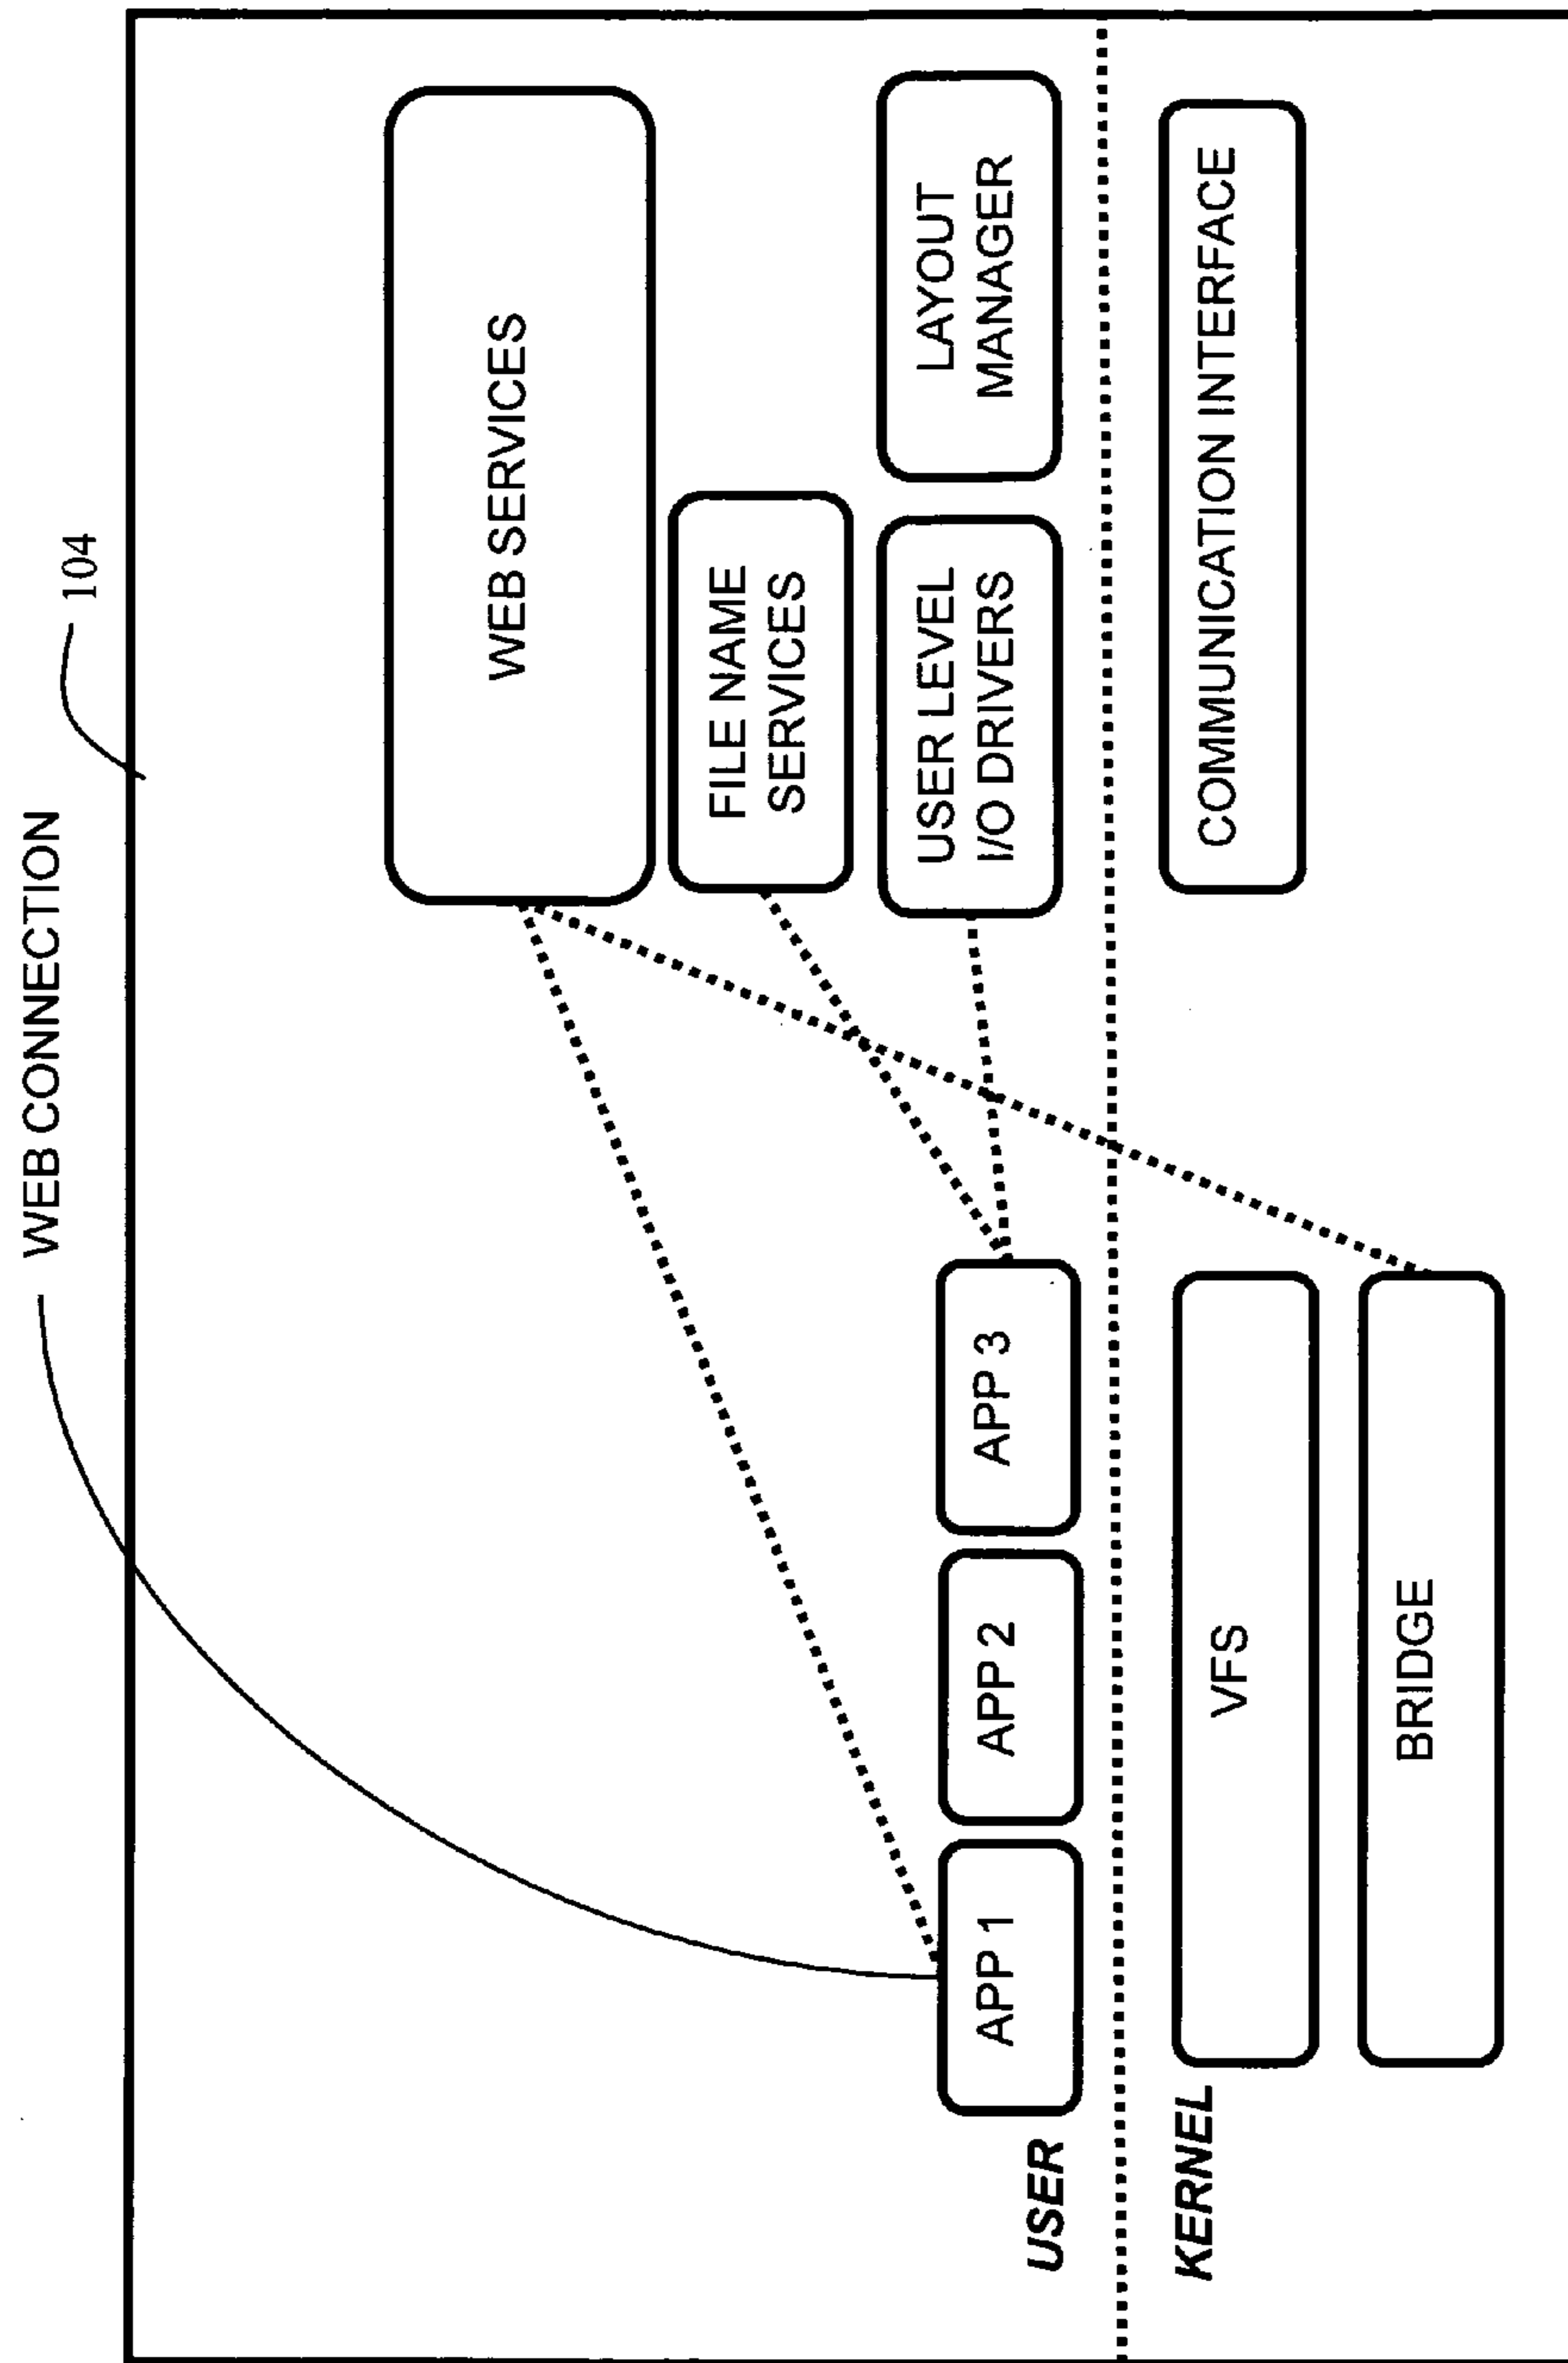 WEB CONNECTION
104
WEB SERVICES
FILE NAME
SERVICES
USER LEVEL
I/O DRIVERS
LAYOUT
MANAGER
APP 1
APP 2
APP 3
USER
KERNEL
VFS
COMMUNICATION INTERFACE
BRIDGE